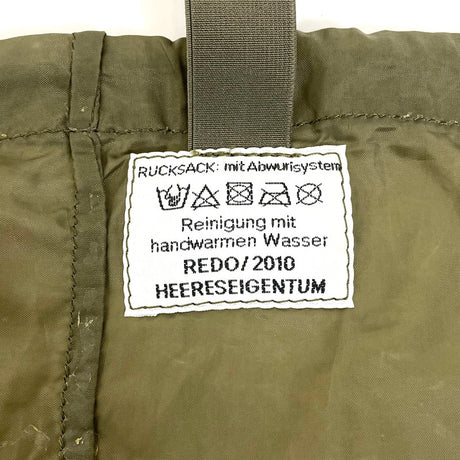 RUCKSACK: mit Abwurfsystem
Reinigung mit
handwarmen Wasser
REDO/2010
HEERESEIGENTUM